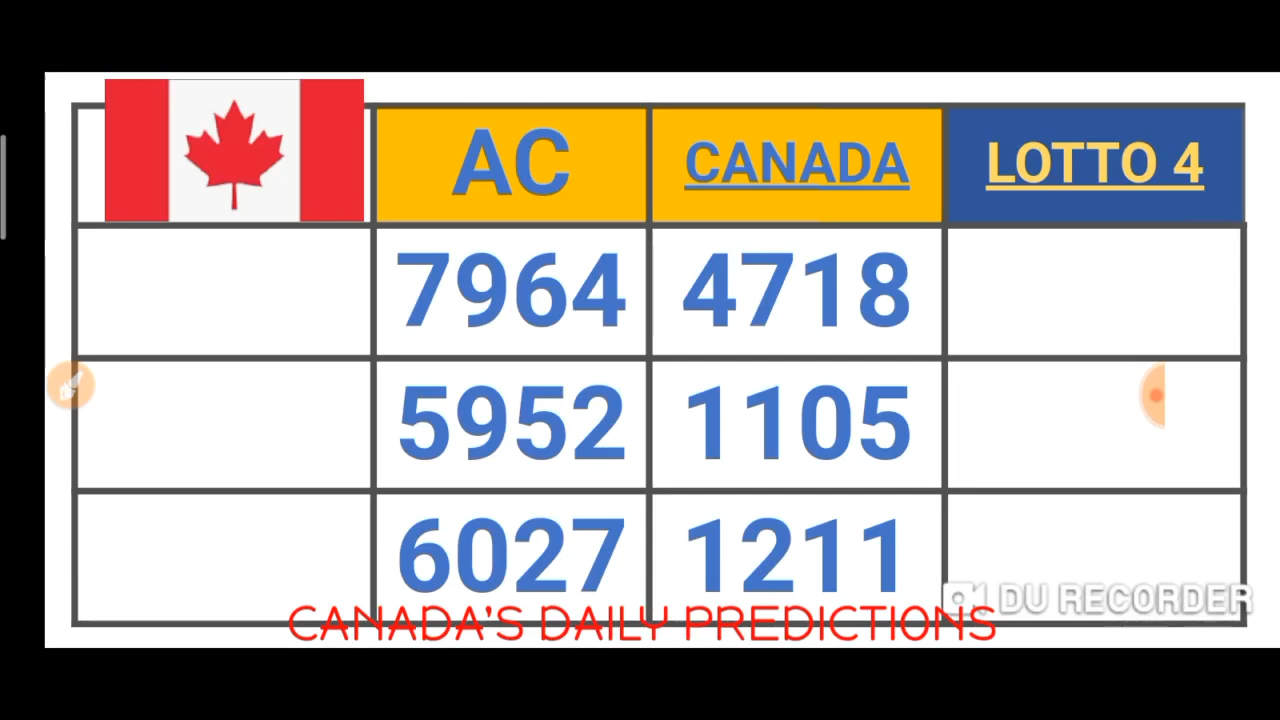 AC CANADA LOTTO 4
7964 4718
5952 1105
6027 1211
DU RECORDER
CANADA'S DAILY PREDICTIONS